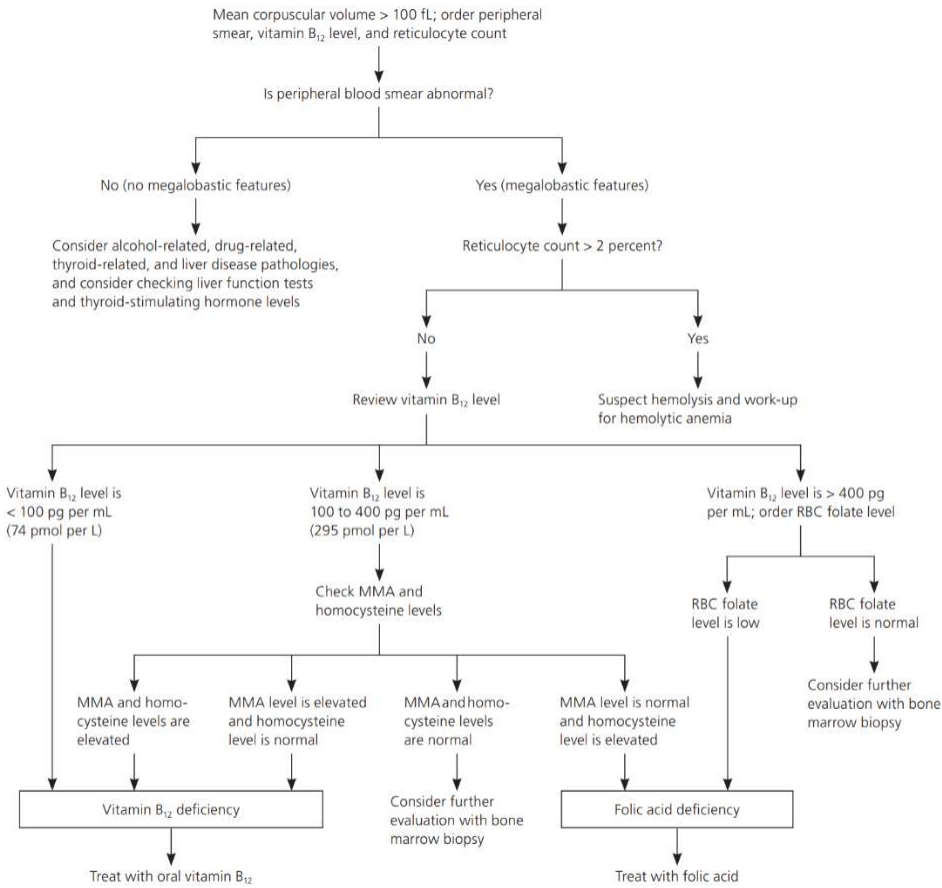 Mean corpuscular volume > 100 fL; order peripheral
smear, vitamin B₁₂ level, and reticulocyte count
Is peripheral blood smear abnormal?
No (no megalobastic features)
Yes (megalobastic features)
Consider alcohol-related, drug-related,
thyroid-related, and liver disease pathologies,
and consider checking liver function tests
and thyroid-stimulating hormone levels
Reticulocyte count > 2 percent?
No
Yes
Review vitamin B₁₂ level
Suspect hemolysis and work-up
for hemolytic anemia
Vitamin B₁₂ level is
< 100 pg per mL
(74 pmol per L)
Vitamin B₁₂ level is
100 to 400 pg per mL
(295 pmol per L)
Vitamin B₁₂ level is > 400 pg
per mL; order RBC folate level
Check MMA and
homocysteine levels
RBC folate
level is low
RBC folate
level is normal
MMA and homo-
cysteine levels are
elevated
MMA level is elevated
and homocysteine
level is normal
MMA and homo-
cysteine levels
are normal
MMA level is normal
and homocysteine
level is elevated
Consider further
evaluation with bone
marrow biopsy
Vitamin B₁₂ deficiency
Consider further
evaluation with bone
marrow biopsy
Folic acid deficiency
Treat with oral vitamin B₁₂
Treat with folic acid